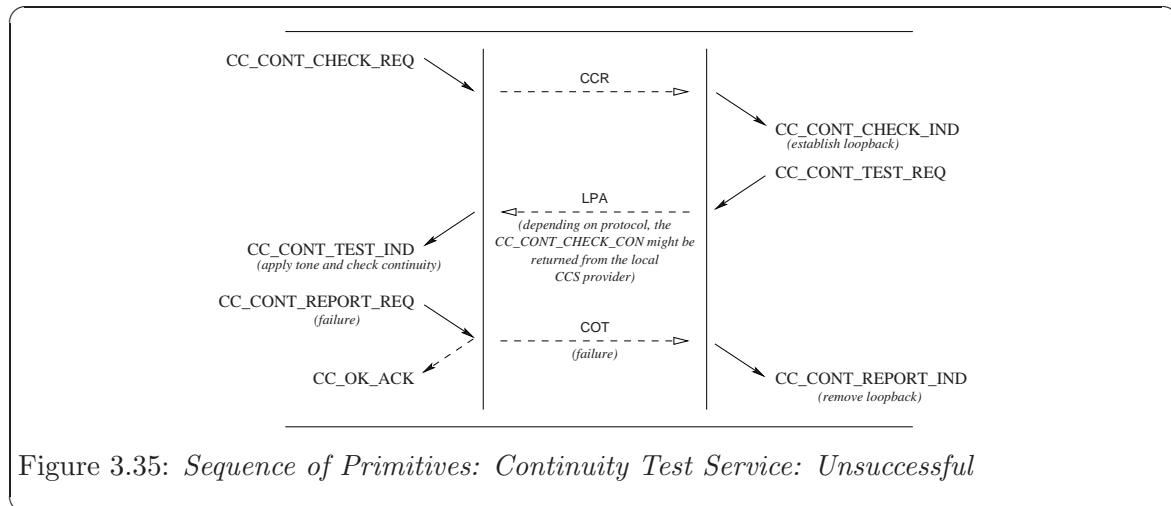 CC_CONT_CHECK_REQ
CCR
CC_CONT_CHECK_IND
(establish loopback)
CC_CONT_TEST_REQ
LPA
(depending on protocol, the
CC_CONT_CHECK_CON might be
returned from the local
CCS provider)
CC_CONT_TEST_IND
(apply tone and check continuity)
CC_CONT_REPORT_REQ
(failure)
COT
(failure)
CC_OK_ACK
CC_CONT_REPORT_IND
(remove loopback)
Figure 3.35: Sequence of Primitives: Continuity Test Service: Unsuccessful